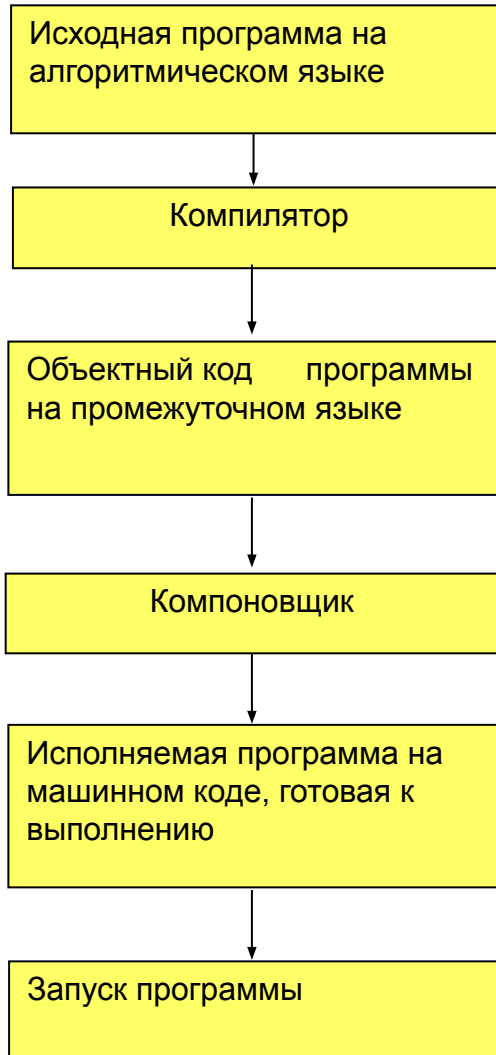 Исходная программа на
алгоритмическом языке
Компилятор
Объектный код программы
на промежуточном языке
Компоновщик
Исполняемая программа на
машинном коде, готовая к
выполнению
Запуск программы